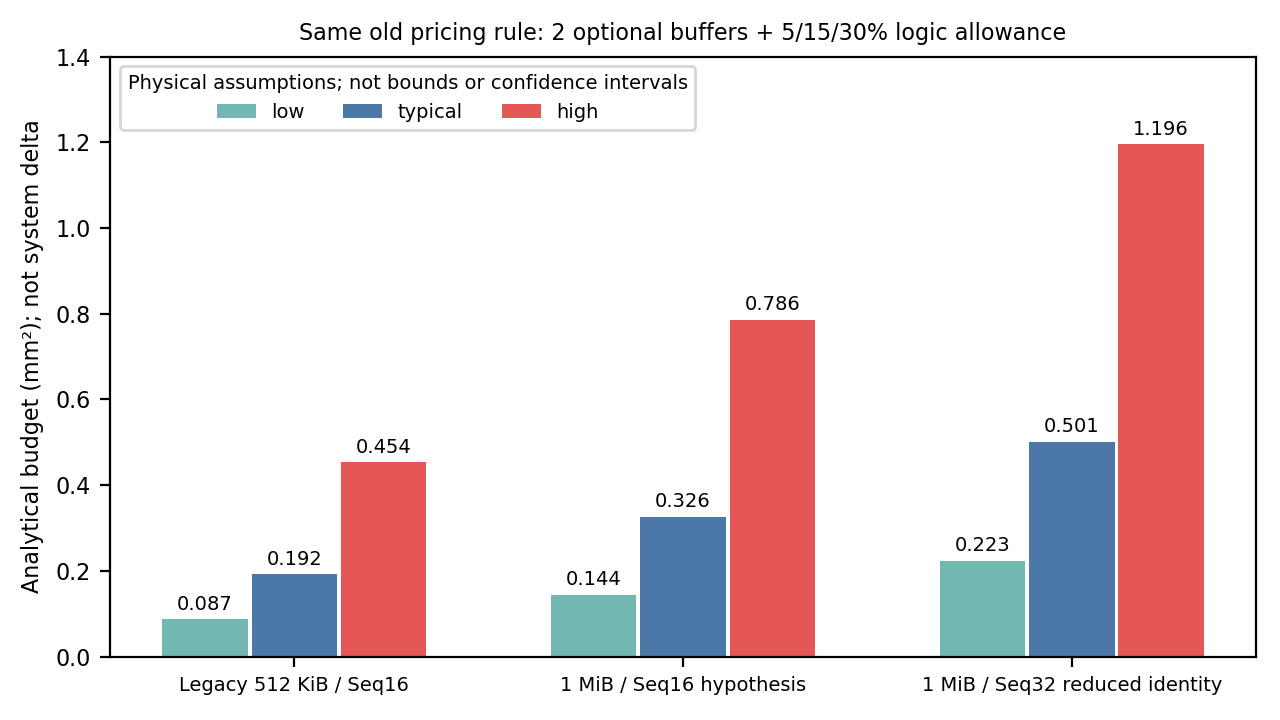 Same old pricing rule: 2 optional buffers + 5/15/30% logic allowance
Analytical budget (mm²); not system delta
1.4
1.2
1.0
0.8
0.6
0.4
0.2
0.0
Physical assumptions; not bounds or confidence intervals
low typical high
0.087
0.192
0.454
0.144
0.326
0.786
0.223
0.501
1.196
Legacy 512 KiB / Seq16
1 MiB / Seq16 hypothesis
1 MiB / Seq32 reduced identity